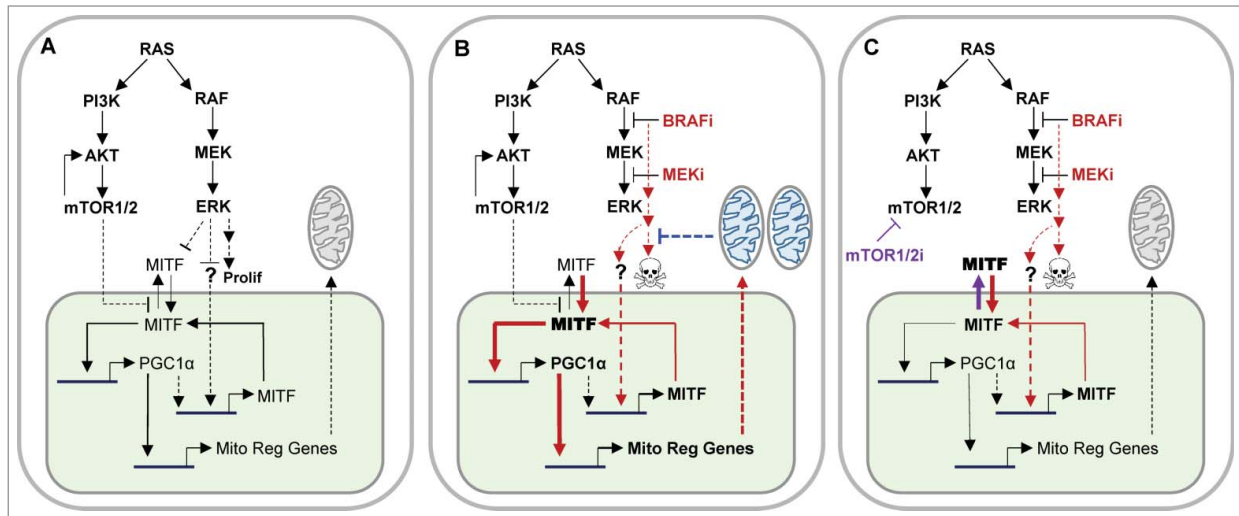 A
RAS
PI3K
RAF
AKT
MEK
mTOR1/2
ERK
MITF
?
Prolif
MITF
PGC1α
MITF
Mito Reg Genes
B
RAS
PI3K
RAF
BRAFi
AKT
MEK
MEKi
mTOR1/2
ERK
MITF
?
MITF
PGC1α
MITF
Mito Reg Genes
C
RAS
PI3K
RAF
BRAFi
AKT
MEK
MEKi
mTOR1/2
ERK
mTOR1/2i
MITF
?
MITF
PGC1α
MITF
Mito Reg Genes